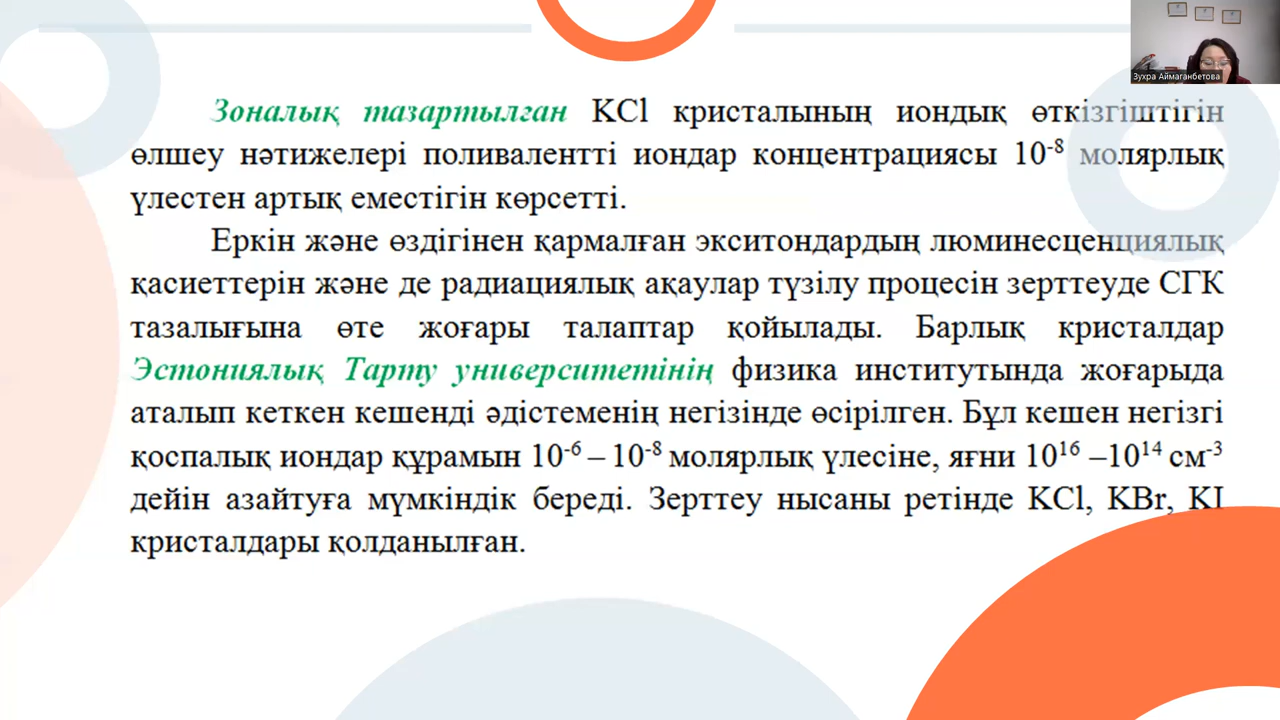 Зухра Аймаганбетова
Зоналық тазартылған KCl кристалының иондық өткізгіштігін
өлшеу нәтижелері поливалентті иондар концентрациясы 10⁻⁸ молярлық
үлестен артық еместігін көрсетті.
Еркін және өздігінен қармалған экситондардың люминесценциялық
қасиеттерін және де радиациялық ақаулар түзілу процесін зерттеуде СГК
тазалығына өте жоғары талаптар қойылады. Барлық кристалдар
Эстониялық Тарту университетінің физика институтында жоғарыда
аталып кеткен кешенді әдістеменің негізінде өсірілген. Бұл кешен негізгі
қоспалық иондар құрамын 10⁻⁶ – 10⁻⁸ молярлық үлесіне, яғни 10¹⁶ –10¹⁴ см⁻³
дейін азайтуға мүмкіндік береді. Зерттеу нысаны ретінде KCl, KBr, KI
кристалдары қолданылған.